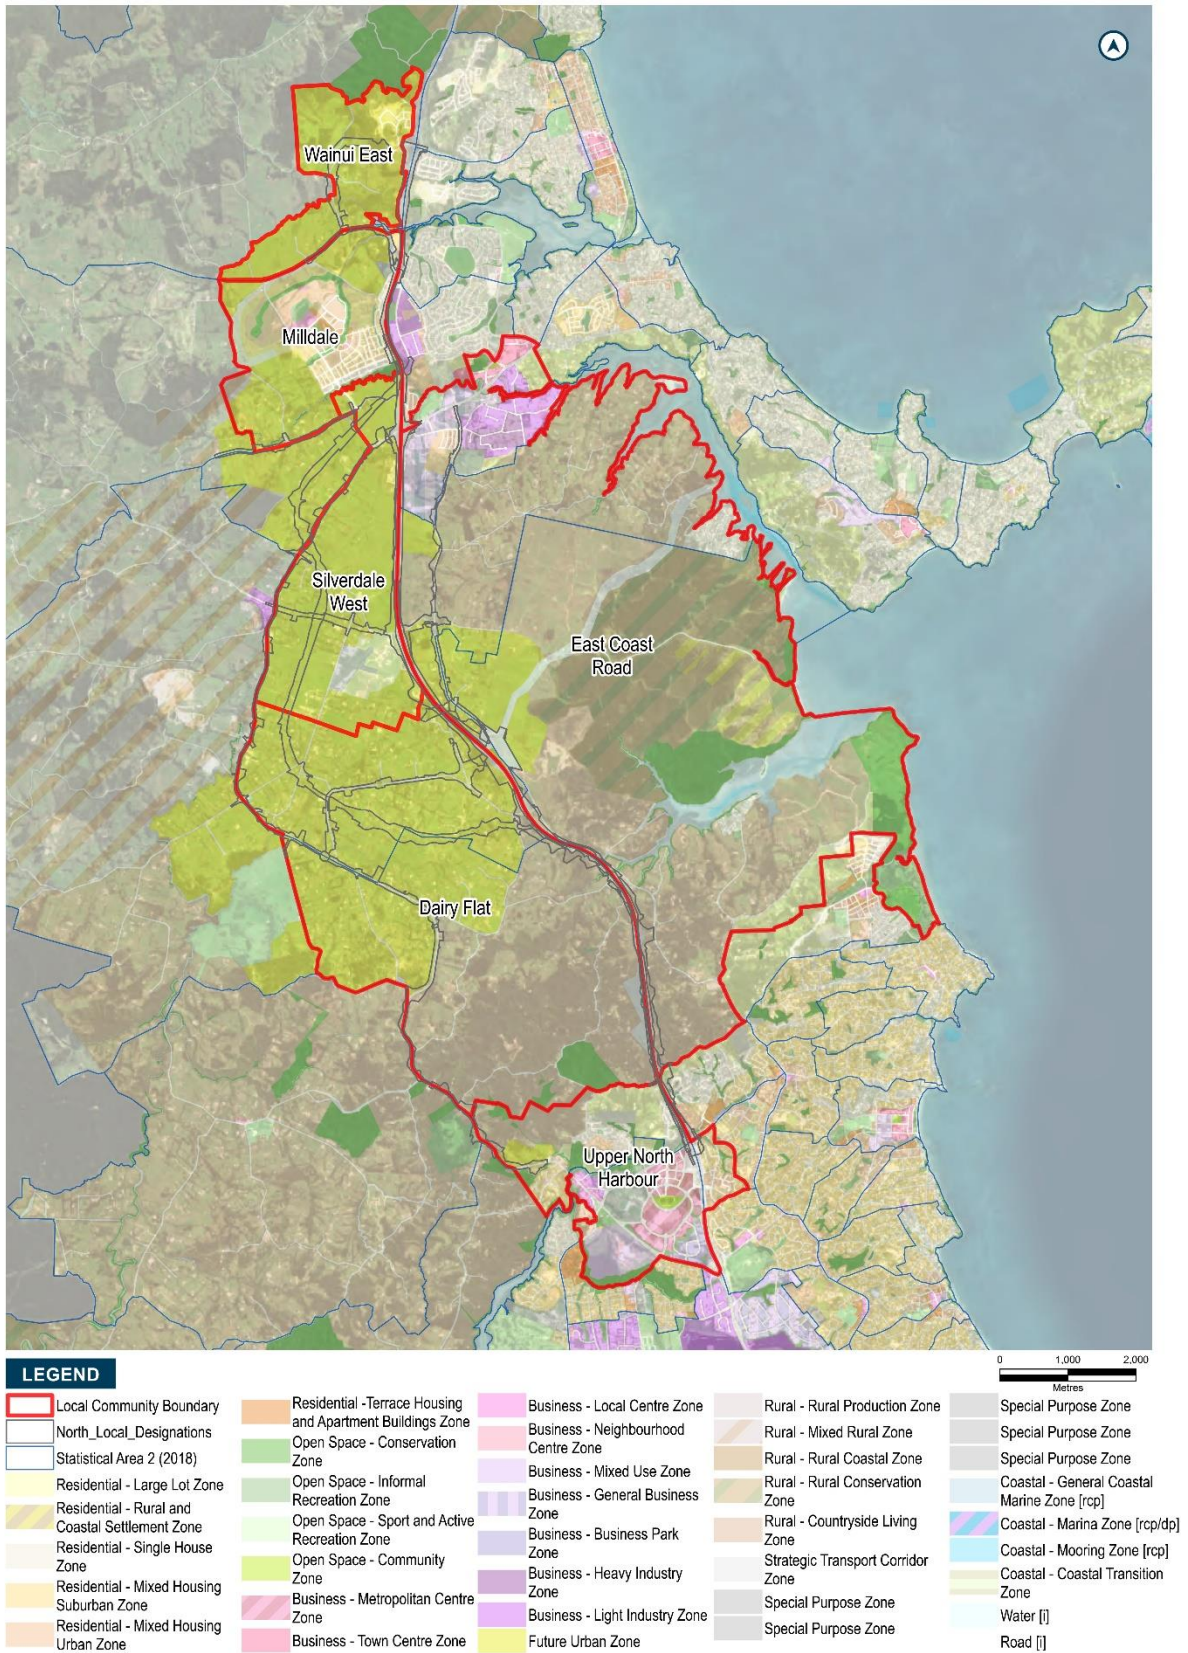 Wainui East
Milldale
Silverdale
West
East Coast
Road
Dairy Flat
Upper North
Harbour
LEGEND
0 1,000 2,000
Metres
Local Community Boundary
North_Local_Designations
Statistical Area 2 (2018)
Residential - Large Lot Zone
Residential - Rural and
Coastal Settlement Zone
Residential - Single House
Zone
Residential - Mixed Housing
Suburban Zone
Residential - Mixed Housing
Urban Zone
Residential -Terrace Housing
and Apartment Buildings Zone
Open Space - Conservation
Zone
Open Space - Informal
Recreation Zone
Open Space - Sport and Active
Recreation Zone
Open Space - Community
Zone
Business - Metropolitan Centre
Zone
Business - Town Centre Zone
Business - Local Centre Zone
Business - Neighbourhood
Centre Zone
Business - Mixed Use Zone
Business - General Business
Zone
Business - Business Park
Zone
Business - Heavy Industry
Zone
Business - Light Industry Zone
Future Urban Zone
Rural - Rural Production Zone
Rural - Mixed Rural Zone
Rural - Rural Coastal Zone
Rural - Rural Conservation
Zone
Rural - Countryside Living
Zone
Strategic Transport Corridor
Zone
Special Purpose Zone
Special Purpose Zone
Special Purpose Zone
Special Purpose Zone
Special Purpose Zone
Coastal - General Coastal
Marine Zone [rcp]
Coastal - Marina Zone [rcp/dp]
Coastal - Mooring Zone [rcp]
Coastal - Coastal Transition
Zone
Water [i]
Road [i]